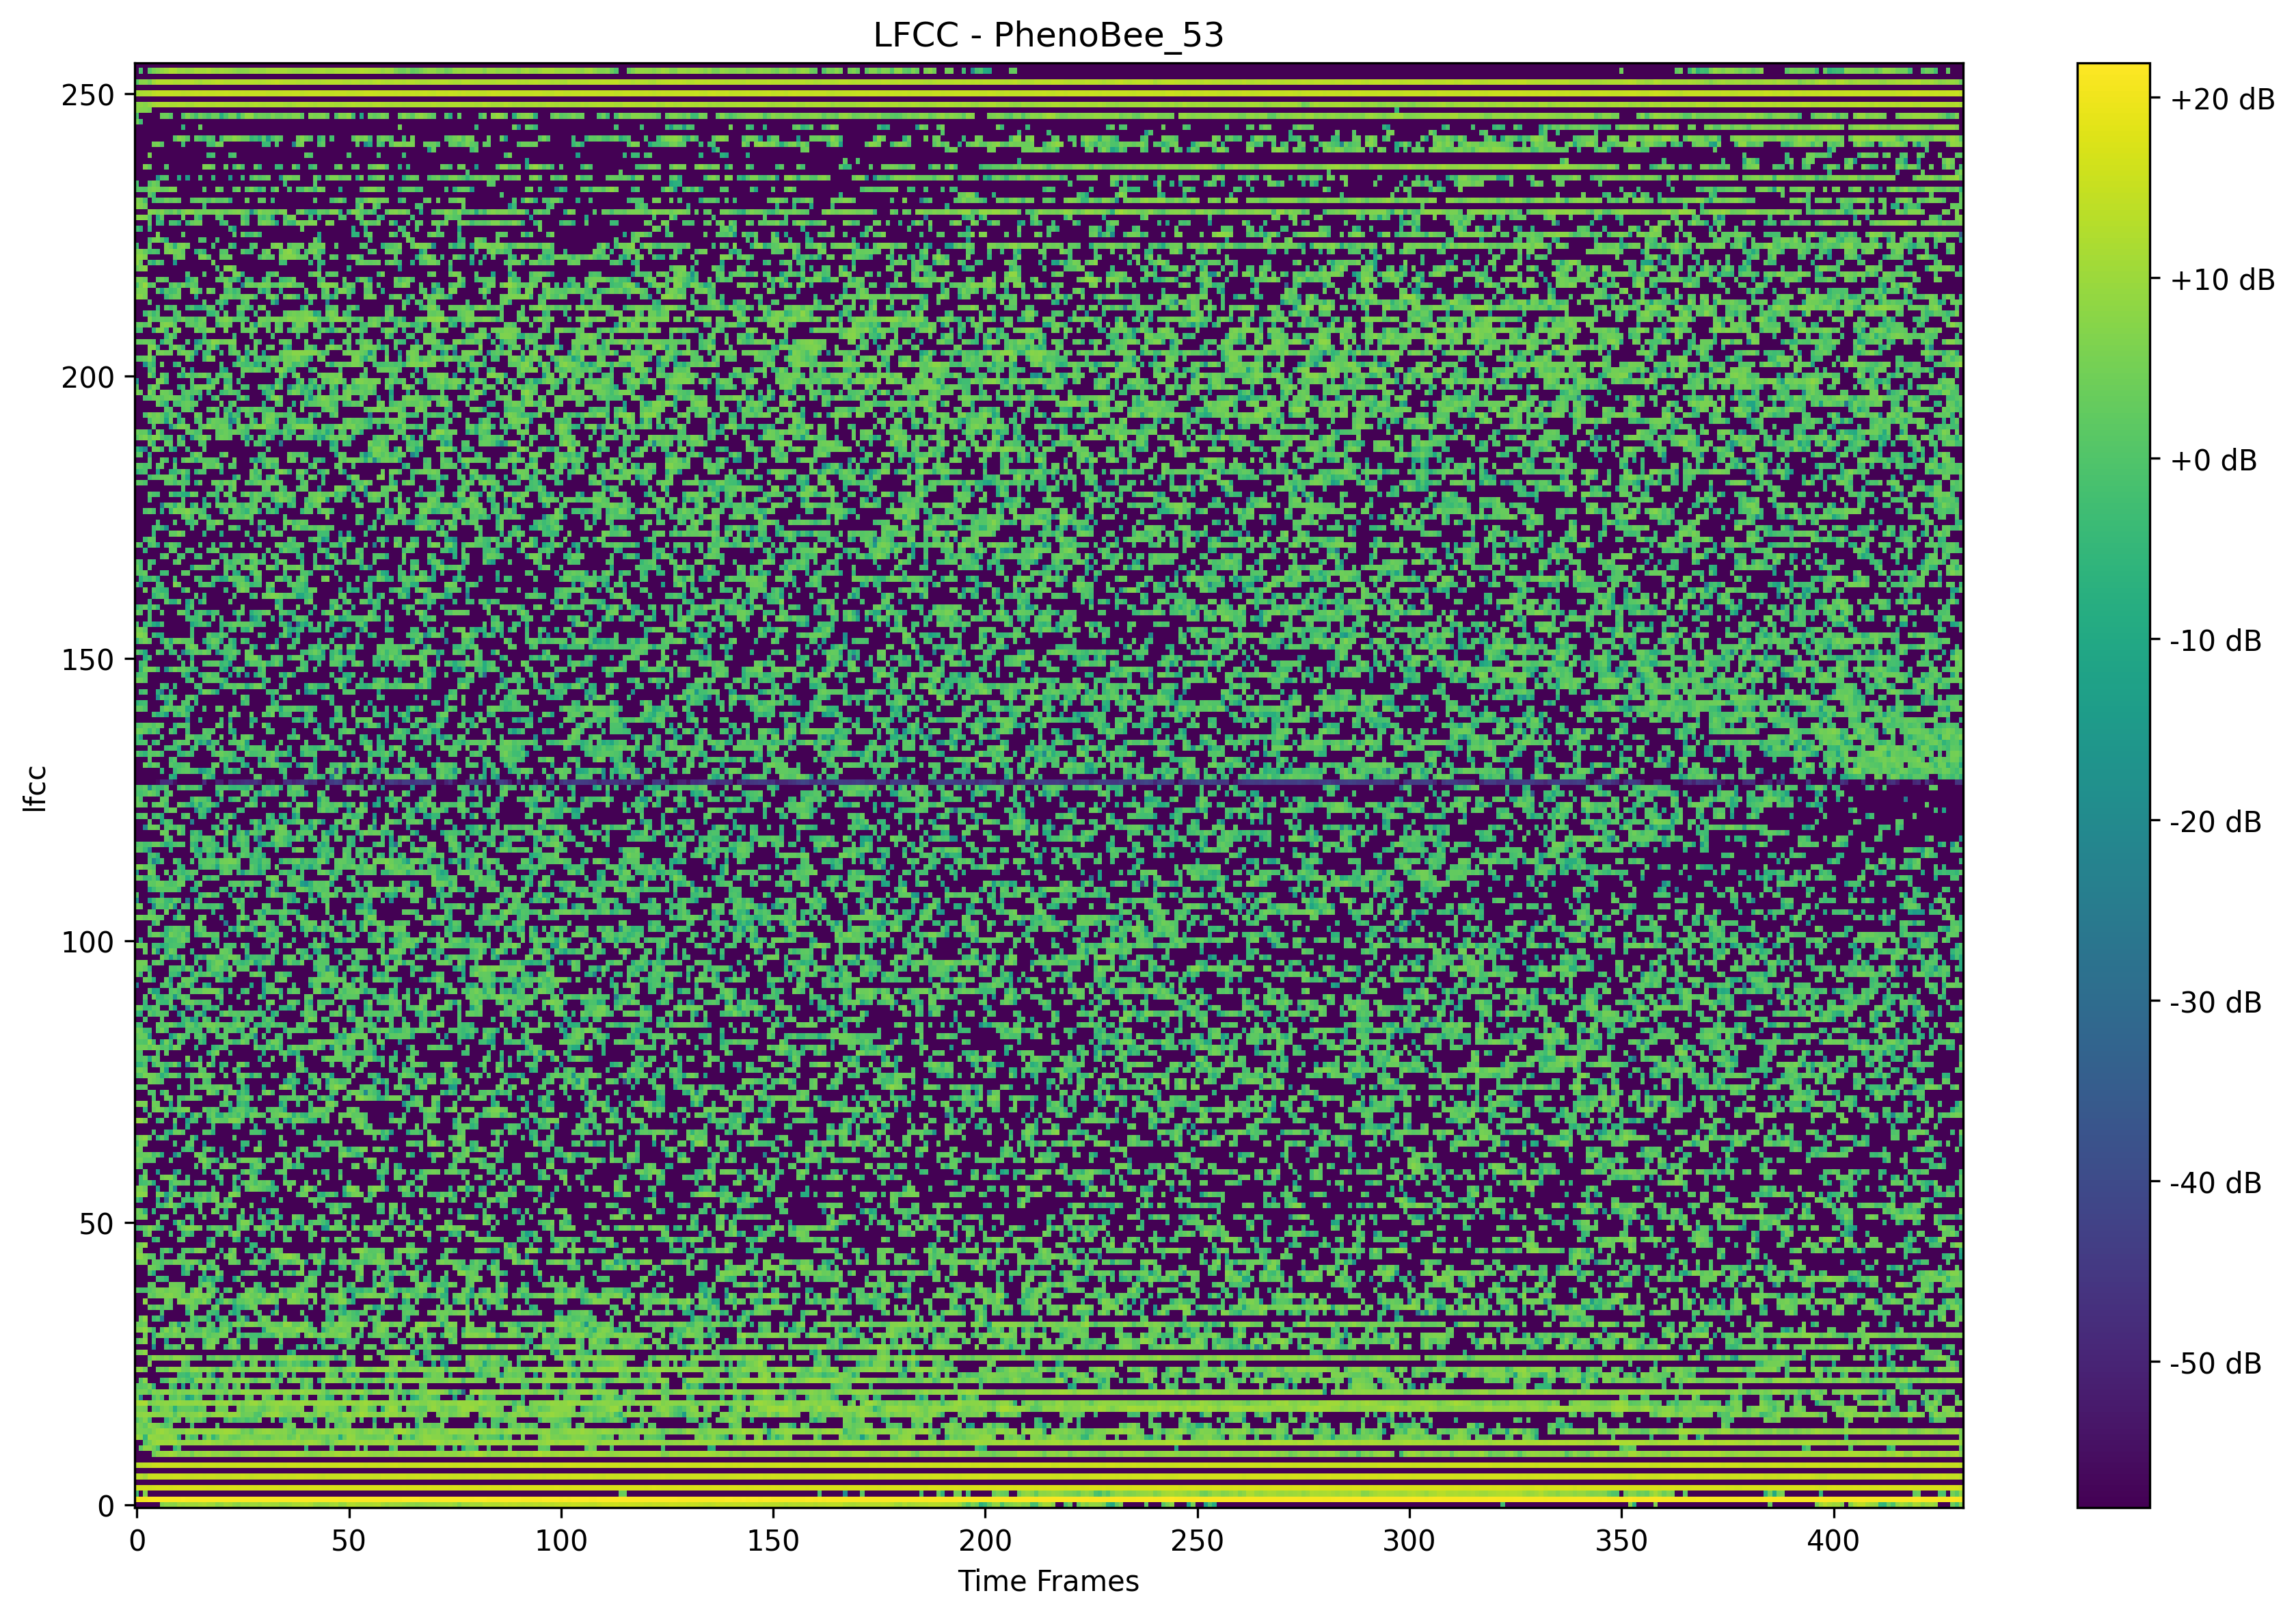 LFCC - PhenoBee_53
250
200
150
100
50
0
lfcc
0 50 100 150 200 250 300 350 400
Time Frames
+20 dB
+10 dB
+0 dB
-10 dB
-20 dB
-30 dB
-40 dB
-50 dB